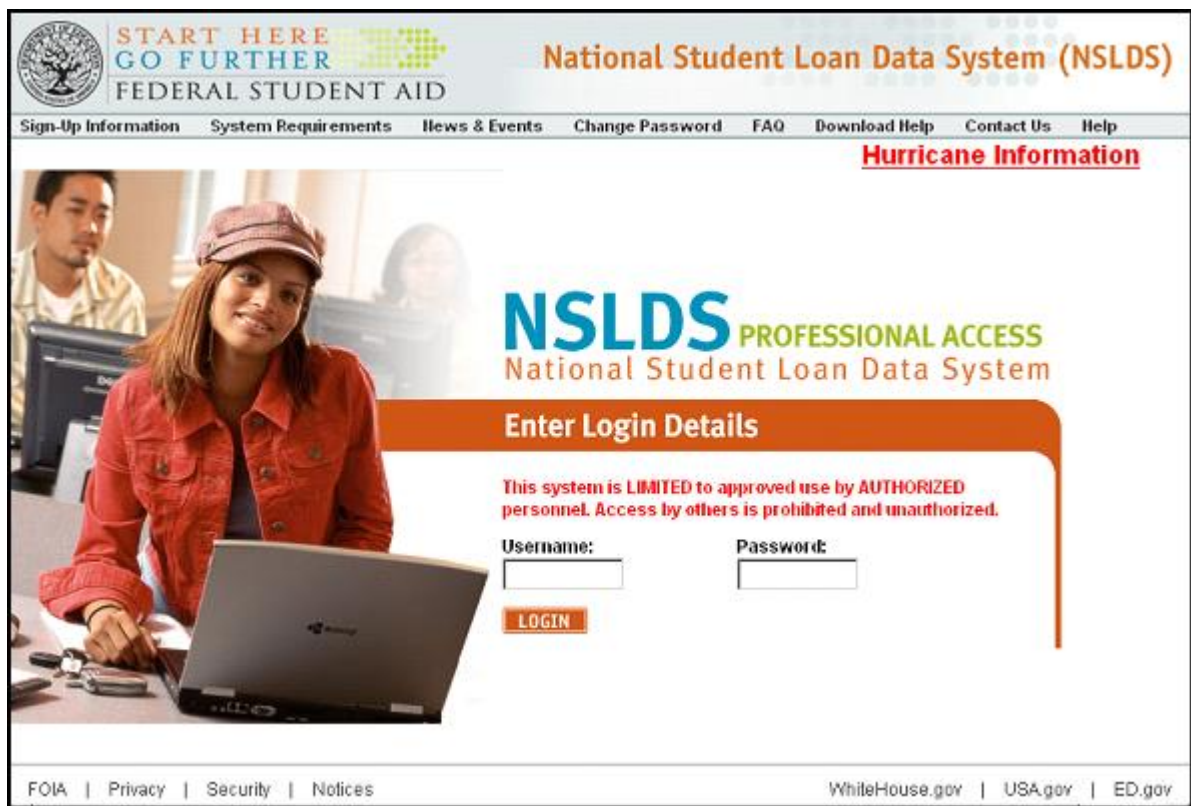 START HERE
GO FURTHER
FEDERAL STUDENT AID
National Student Loan Data System (NSLDS)
Sign-Up Information System Requirements News & Events Change Password FAQ Download Help Contact Us Help
Hurricane Information
NSLDS PROFESSIONAL ACCESS
National Student Loan Data System
Enter Login Details
This system is LIMITED to approved use by AUTHORIZED
personnel. Access by others is prohibited and unauthorized.
Username: Password:
LOGIN
FOIA | Privacy | Security | Notices WhiteHouse.gov | USA.gov | ED.gov